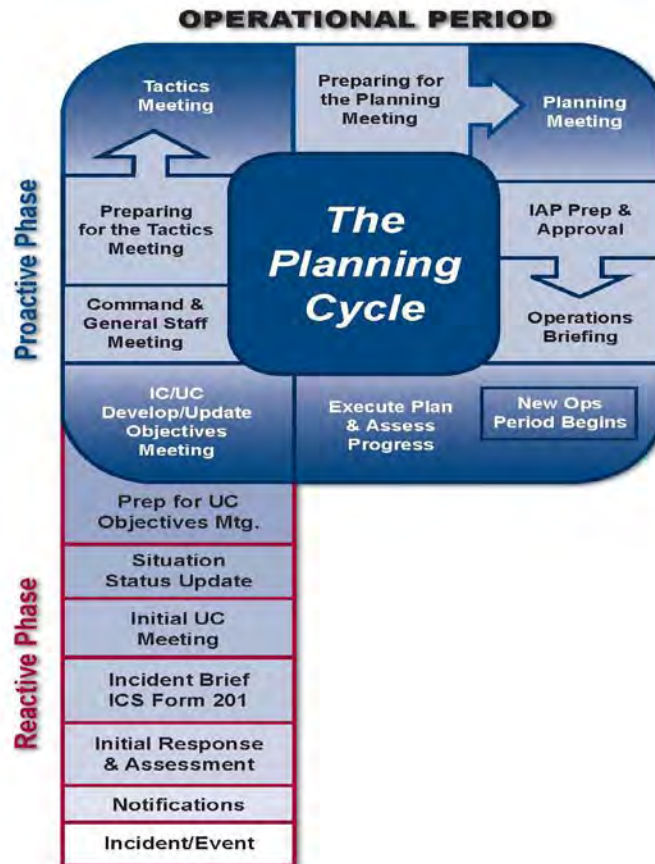 OPERATIONAL PERIOD
Tactics
Meeting
Preparing for
the Planning
Meeting
Planning
Meeting
Preparing
for the Tactics
Meeting
The
Planning
Cycle
IAP Prep &
Approval
Command &
General Staff
Meeting
Operations
Briefing
IC/UC
Develop/Update
Objectives
Meeting
Execute Plan
& Assess
Progress
New Ops
Period Begins
Proactive Phase
Prep for UC
Objectives Mtg.
Situation
Status Update
Initial UC
Meeting
Incident Brief
ICS Form 201
Initial Response
& Assessment
Notifications
Incident/Event
Reactive Phase